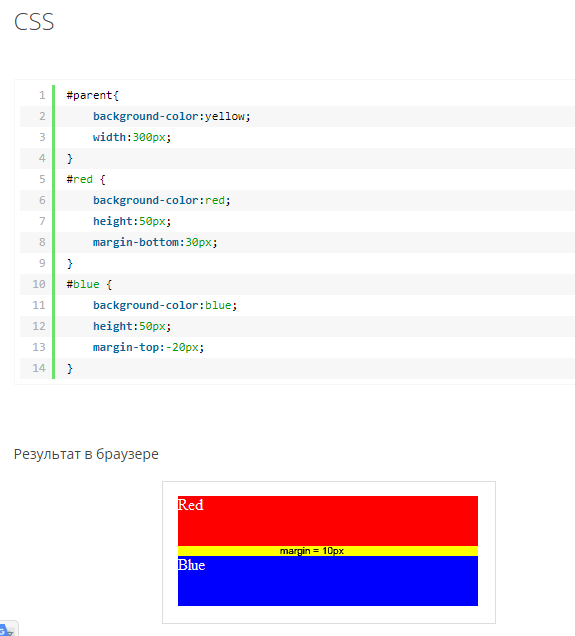 CSS
1 #parent{
2 background-color:yellow;
3 width:300px;
4 }
5 #red {
6 background-color:red;
7 height:50px;
8 margin-bottom:30px;
9 }
10 #blue {
11 background-color:blue;
12 height:50px;
13 margin-top:-20px;
14 }
Результат в браузере
Red
margin = 10px
Blue